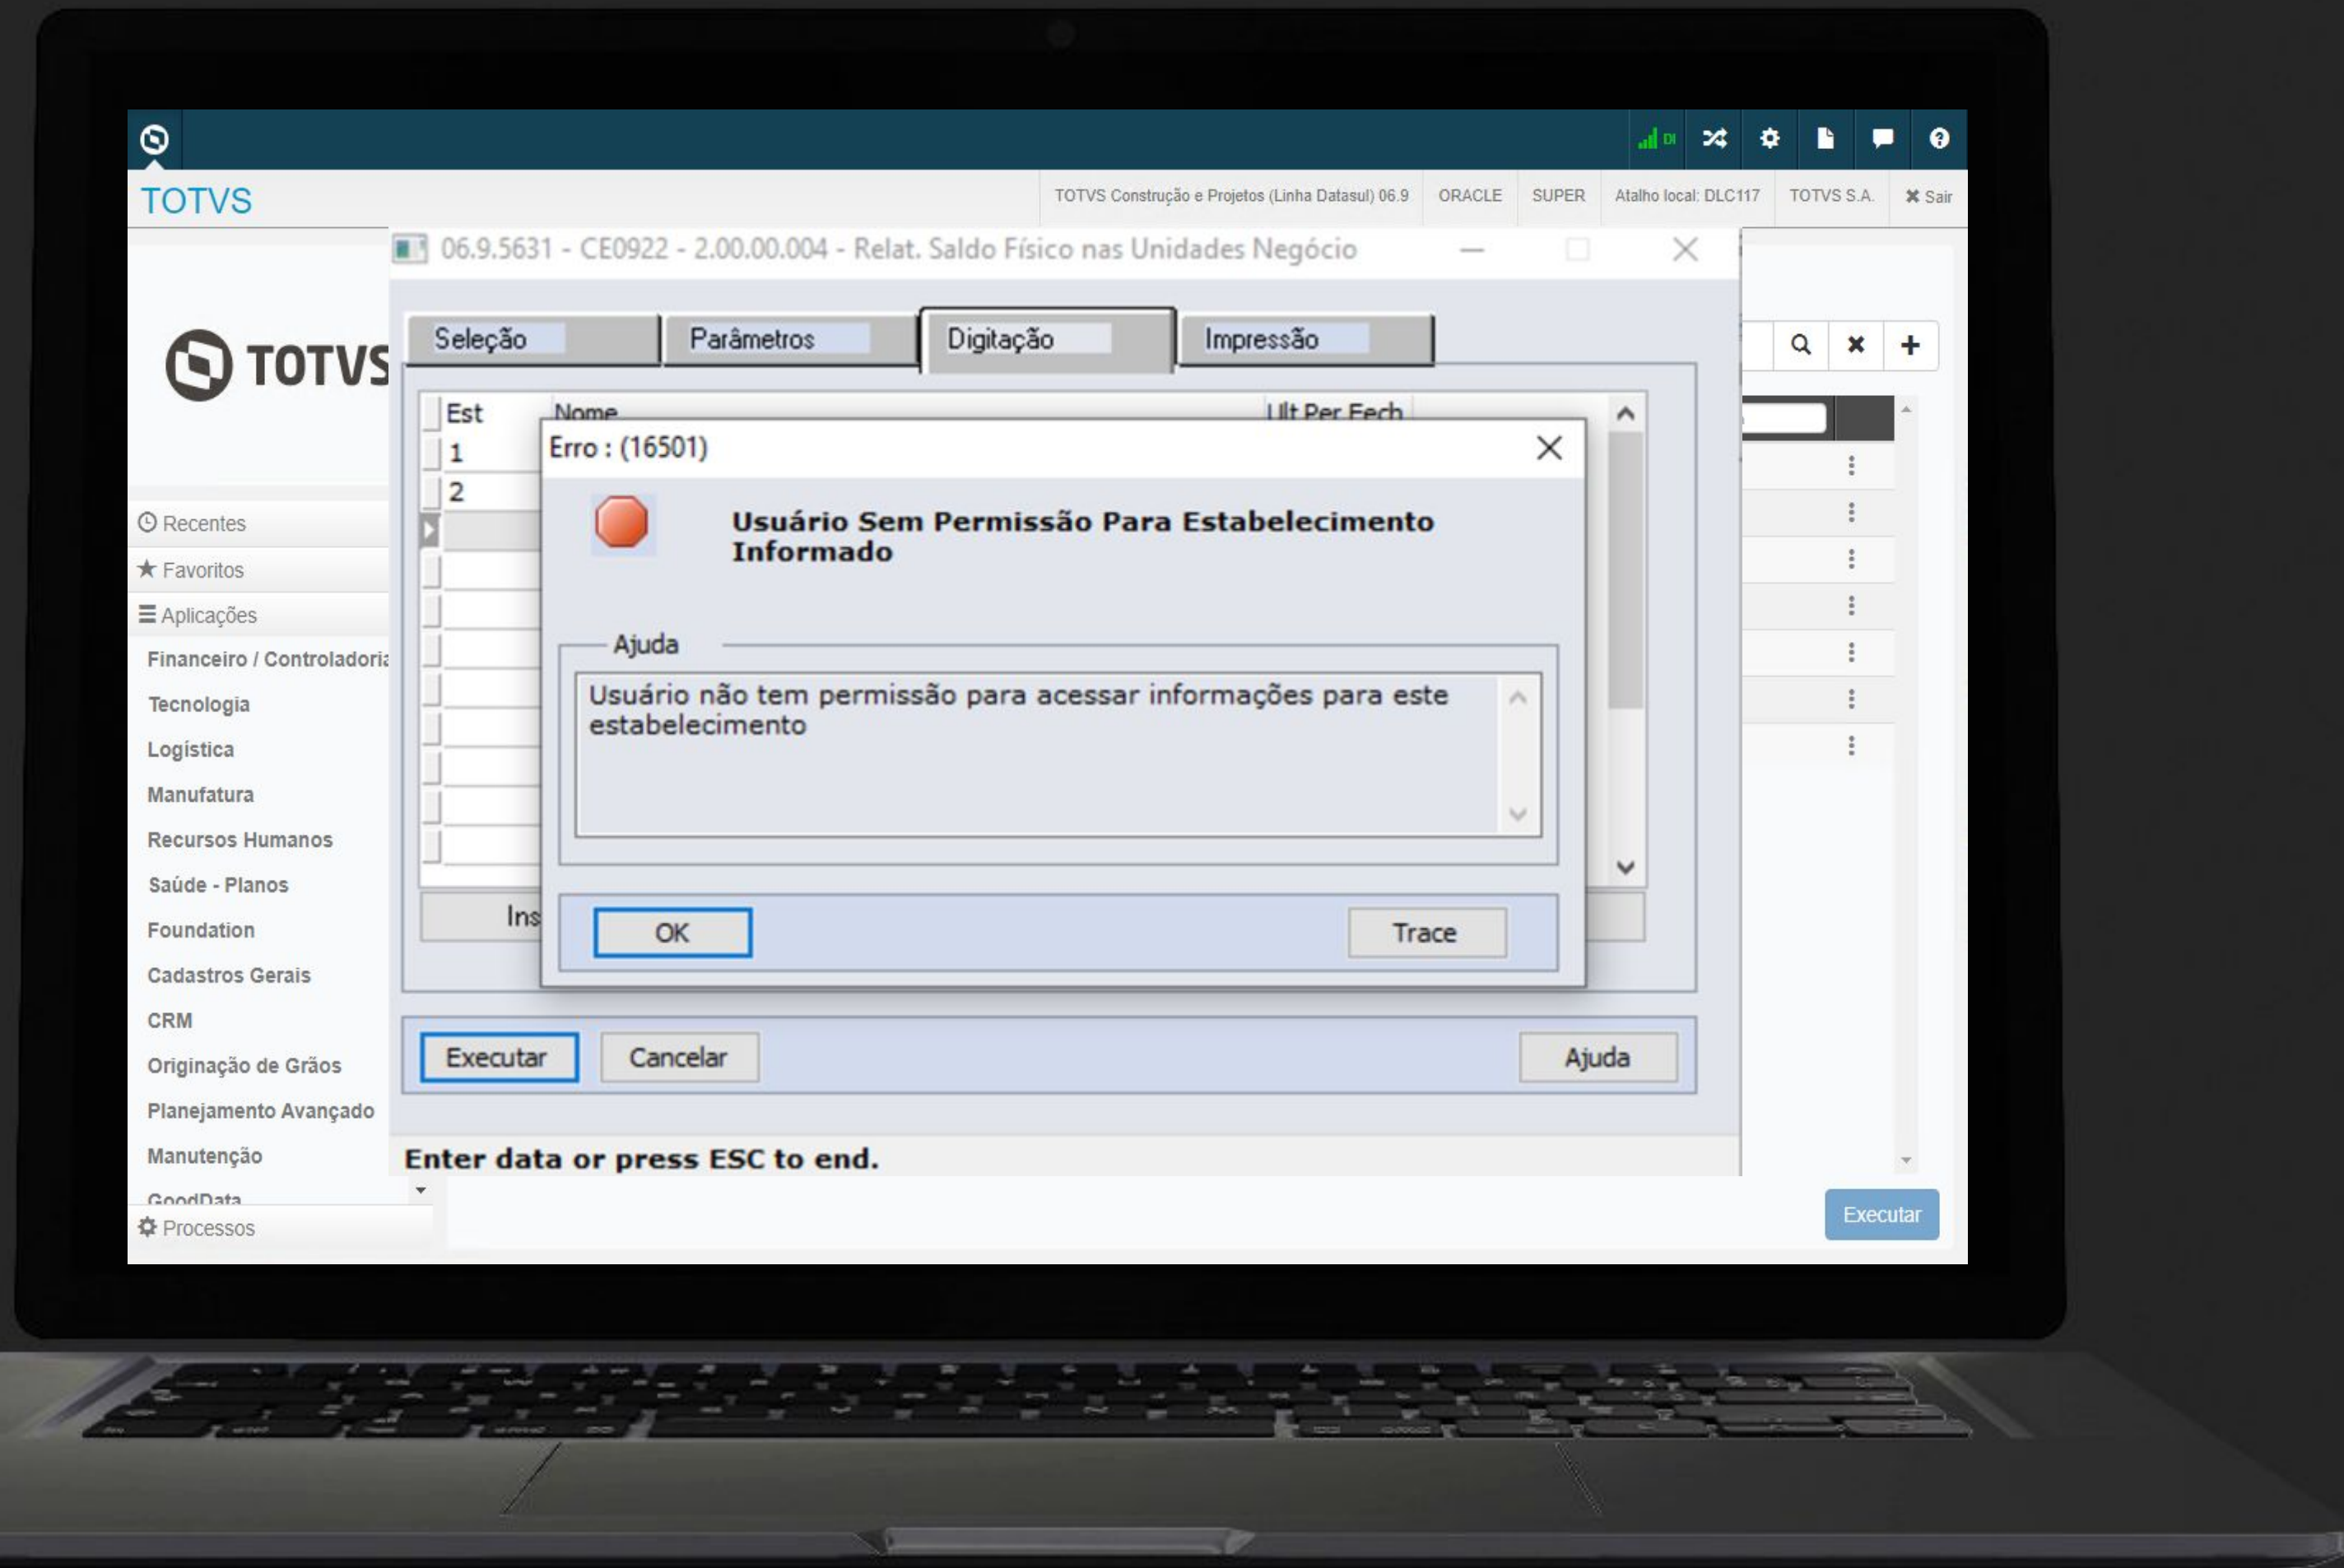 DI
TOTVS
TOTVS Construção e Projetos (Linha Datasul) 06.9
ORACLE
SUPER
Atalho local: DLC117
TOTVS S.A.
Sair
06.9.5631 - CE0922 - 2.00.00.004 - Relat. Saldo Físico nas Unidades Negócio
TOTVS
Seleção
Parâmetros
Digitação
Impressão
Est
Nome
Ult Per Fech
1
2
Erro : (16501)
Usuário Sem Permissão Para Estabelecimento
Informado
Ajuda
Usuário não tem permissão para acessar informações para este
estabelecimento
Ins
OK
Trace
Executar
Cancelar
Ajuda
Enter data or press ESC to end.
Recentes
Favoritos
Aplicações
Financeiro / Controladoria
Tecnologia
Logística
Manufatura
Recursos Humanos
Saúde - Planos
Foundation
Cadastros Gerais
CRM
Originação de Grãos
Planejamento Avançado
Manutenção
GoodData
Processos
Executar